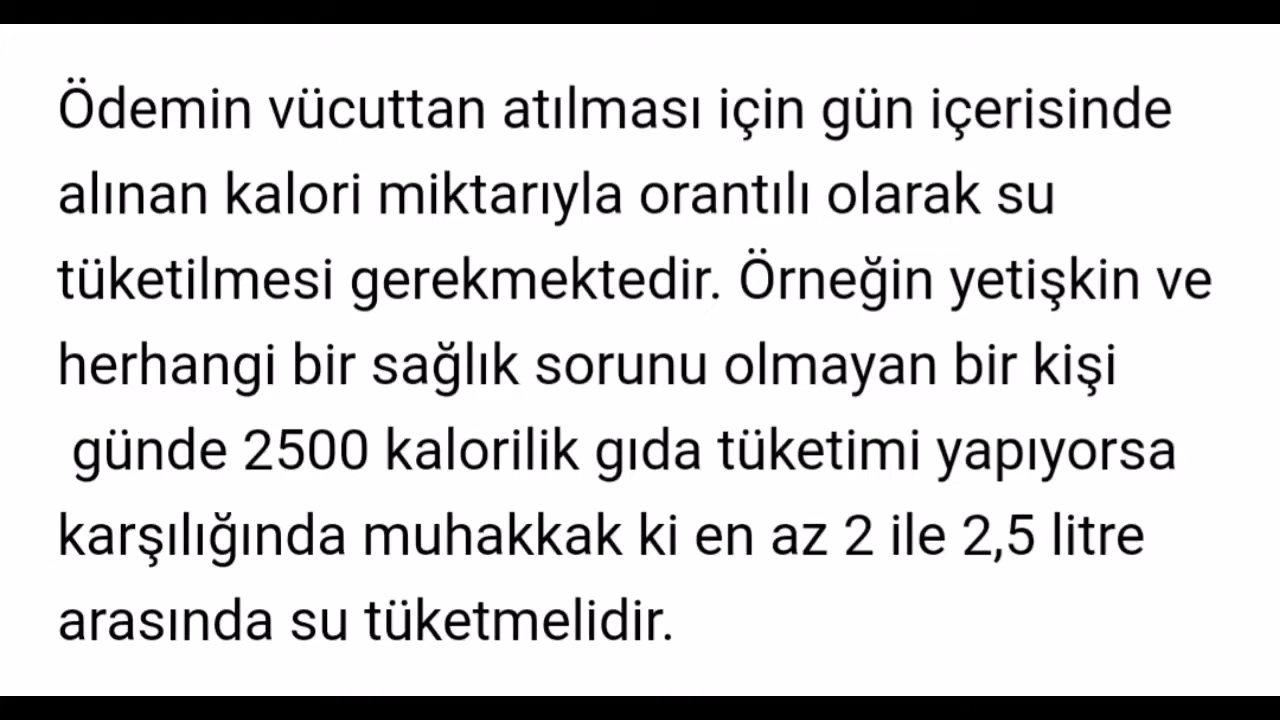 Ödemin vücuttan atılması için gün içerisinde
alınan kalori miktarıyla orantılı olarak su
tüketilmesi gerekmektedir. Örneğin yetişkin ve
herhangi bir sağlık sorunu olmayan bir kişi
günde 2500 kalorilik gıda tüketimi yapıyorsa
karşılığında muhakkak ki en az 2 ile 2,5 litre
arasında su tüketmelidir.